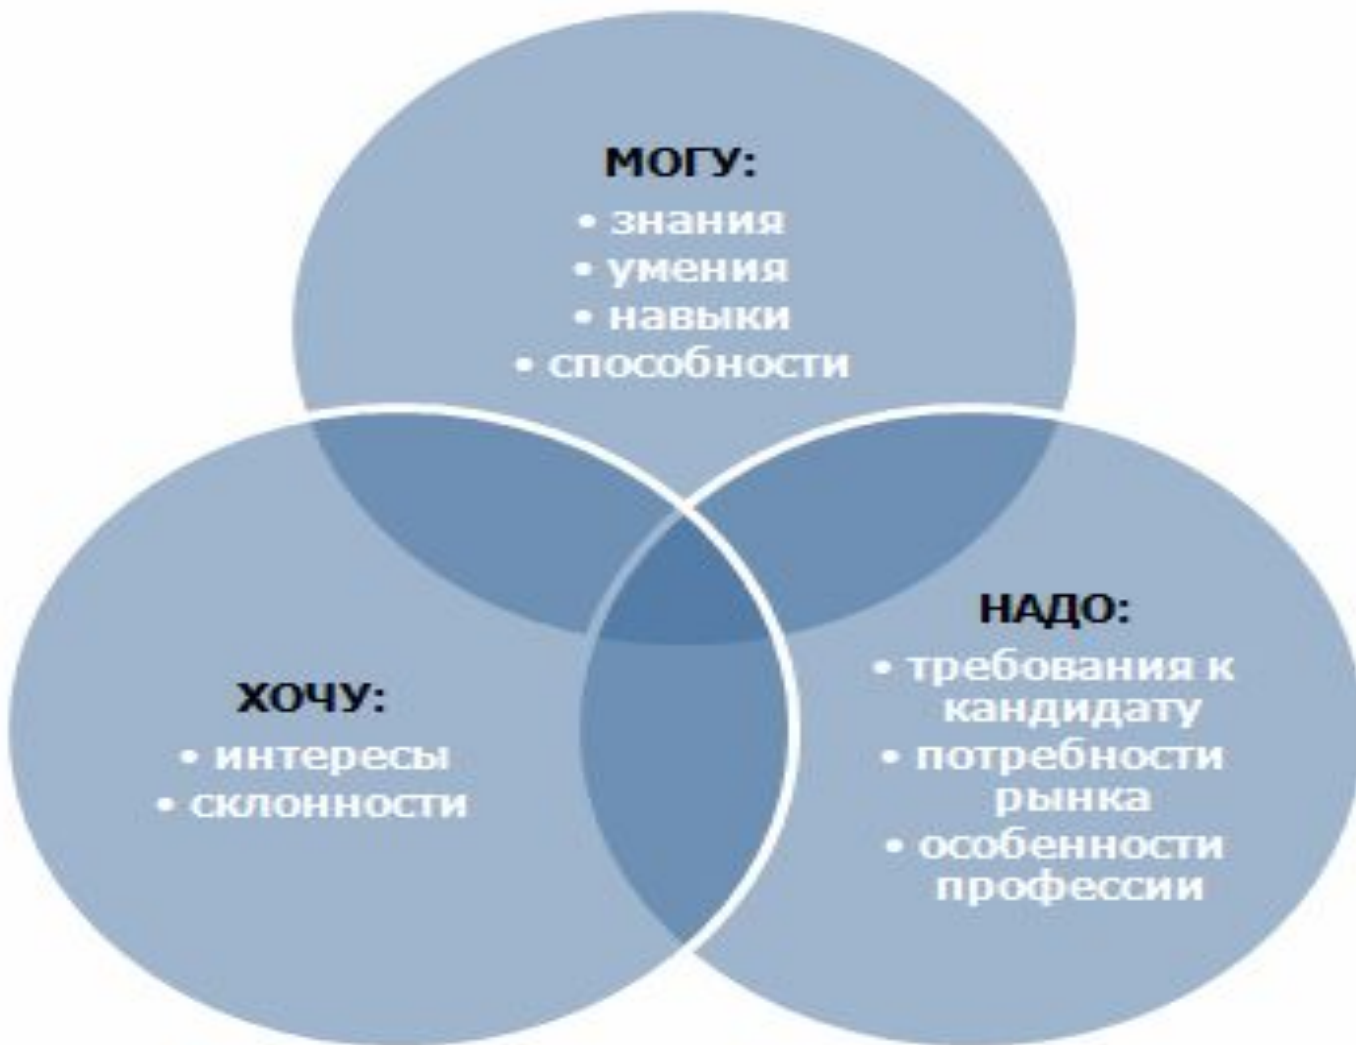 МОГУ:
• знания
• умения
• навыки
• способности
ХОЧУ:
• интересы
• склонности
НАДО:
• требования к
кандидату
• потребности
рынка
• особенности
профессии